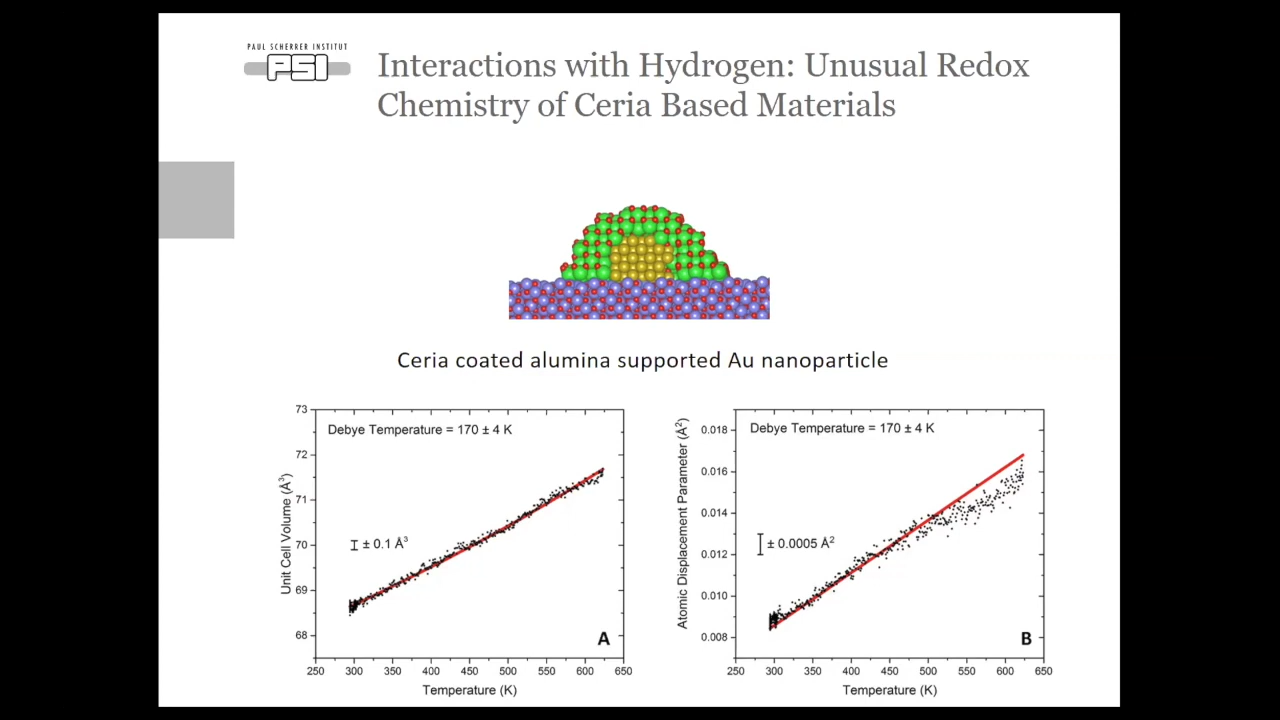 PAUL SCHERRER INSTITUT
PSI
Interactions with Hydrogen: Unusual Redox
Chemistry of Ceria Based Materials
Ceria coated alumina supported Au nanoparticle
73
72
71
70
69
68
Unit Cell Volume (Å³)
Debye Temperature = 170 ± 4 K
± 0.1 Å³
A
250 300 350 400 450 500 550 600 650
Temperature (K)
0.018
0.016
0.014
0.012
0.010
0.008
Atomic Displacement Parameter (Å²)
Debye Temperature = 170 ± 4 K
± 0.0005 Å²
B
250 300 350 400 450 500 550 600 650
Temperature (K)